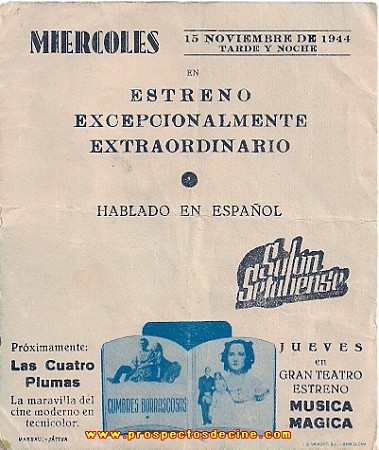 MIERCOLES
15 NOVIEMBRE DE 1944
TARDE Y NOCHE
EN
ESTRENO
EXCEPCIONALMENTE
EXTRAORDINARIO
HABLADO EN ESPAÑOL
Salón
Setabense
Próximamente:
Las Cuatro
Plumas
La maravilla del
cine moderno en
tecnicolor.
MARBAU.-JÁTIVA
CUMBRES BORRASCOSAS
JUEVES
en
GRAN TEATRO
ESTRENO
MUSICA
MAGICA
www.prospectosdecine.com